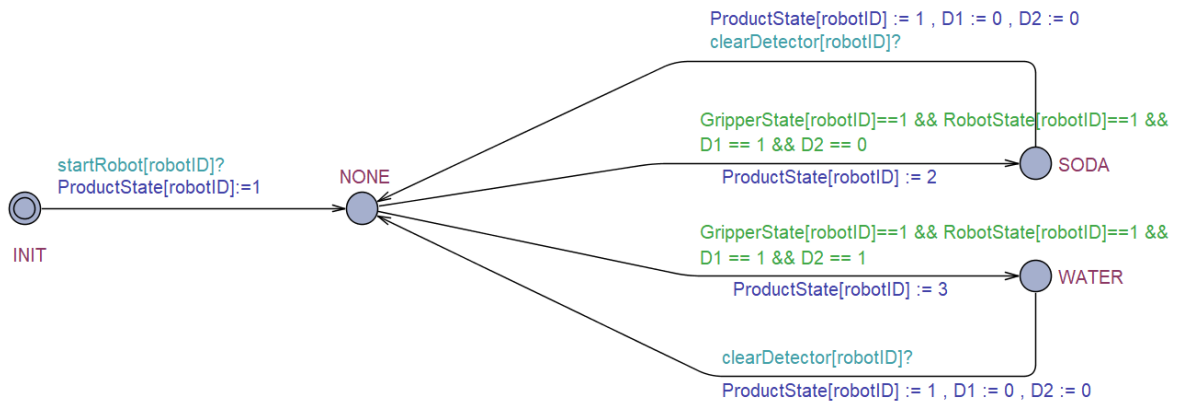 ProductState[robotID] := 1 , D1 := 0 , D2 := 0
clearDetector[robotID]?
GripperState[robotID]==1 && RobotState[robotID]==1 &&
D1 == 1 && D2 == 0
startRobot[robotID]?
ProductState[robotID]:=1
NONE
ProductState[robotID] := 2
SODA
INIT
GripperState[robotID]==1 && RobotState[robotID]==1 &&
D1 == 1 && D2 == 1
ProductState[robotID] := 3
WATER
clearDetector[robotID]?
ProductState[robotID] := 1 , D1 := 0 , D2 := 0